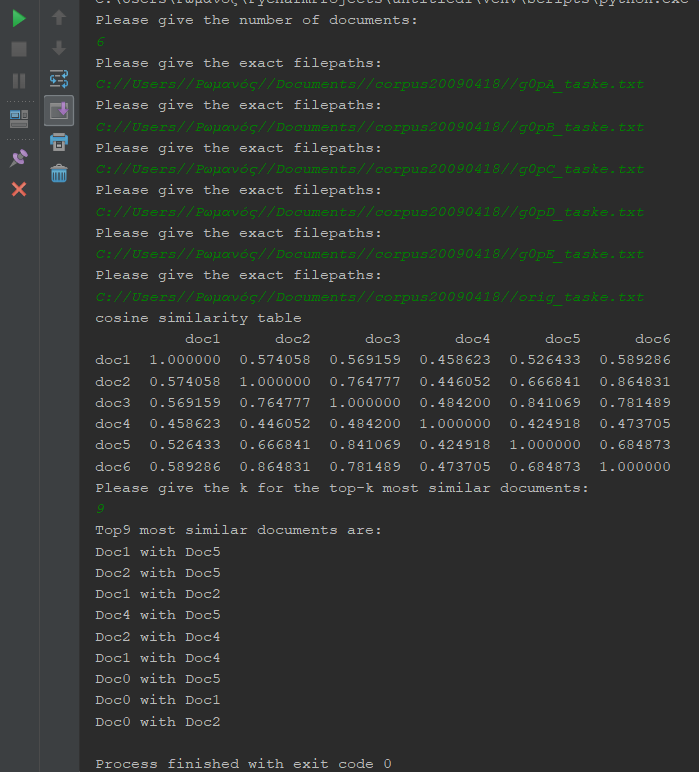 Please give the number of documents:
6
Please give the exact filepaths:
C://Users//Ρωμανός//Documents//corpus20090418//g0pA_taske.txt
Please give the exact filepaths:
C://Users//Ρωμανός//Documents//corpus20090418//g0pB_taske.txt
Please give the exact filepaths:
C://Users//Ρωμανός//Documents//corpus20090418//g0pC_taske.txt
Please give the exact filepaths:
C://Users//Ρωμανός//Documents//corpus20090418//g0pD_taske.txt
Please give the exact filepaths:
C://Users//Ρωμανός//Documents//corpus20090418//g0pE_taske.txt
Please give the exact filepaths:
C://Users//Ρωμανός//Documents//corpus20090418//orig_taske.txt
cosine similarity table
doc1 doc2 doc3 doc4 doc5 doc6
doc1 1.000000 0.574058 0.569159 0.458623 0.526433 0.589286
doc2 0.574058 1.000000 0.764777 0.446052 0.666841 0.864831
doc3 0.569159 0.764777 1.000000 0.484200 0.841069 0.781489
doc4 0.458623 0.446052 0.484200 1.000000 0.424918 0.473705
doc5 0.526433 0.666841 0.841069 0.424918 1.000000 0.684873
doc6 0.589286 0.864831 0.781489 0.473705 0.684873 1.000000
Please give the k for the top-k most similar documents:
9
Top9 most similar documents are:
Doc1 with Doc5
Doc2 with Doc5
Doc1 with Doc2
Doc4 with Doc5
Doc2 with Doc4
Doc1 with Doc4
Doc0 with Doc5
Doc0 with Doc1
Doc0 with Doc2
Process finished with exit code 0